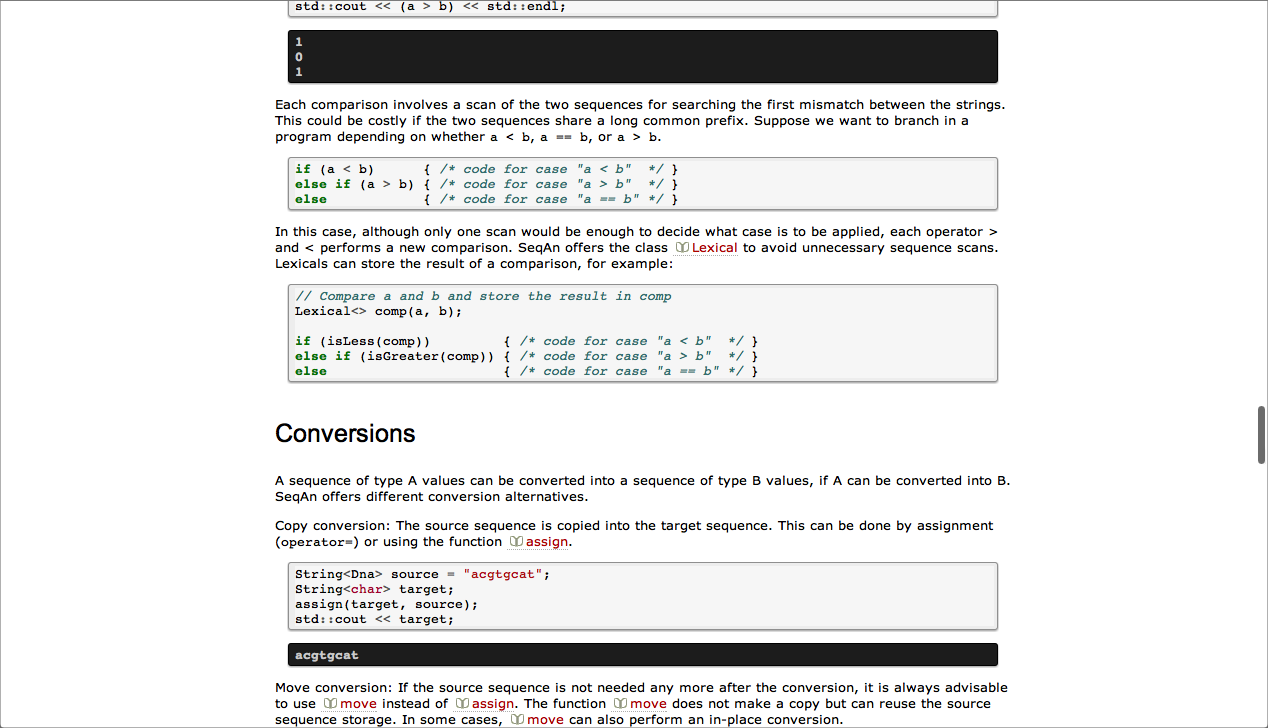 std::cout << (a > b) << std::endl;
1
0
1
Each comparison involves a scan of the two sequences for searching the first mismatch between the strings.
This could be costly if the two sequences share a long common prefix. Suppose we want to branch in a
program depending on whether a < b, a == b, or a > b.
if (a < b)      { /* code for case "a < b"  */ }
else if (a > b) { /* code for case "a > b"  */ }
else            { /* code for case "a == b" */ }
In this case, although only one scan would be enough to decide what case is to be applied, each operator >
and < performs a new comparison. SeqAn offers the class Lexical to avoid unnecessary sequence scans.
Lexicals can store the result of a comparison, for example:
// Compare a and b and store the result in comp
Lexical<> comp(a, b);
if (isLess(comp))         { /* code for case "a < b"  */ }
else if (isGreater(comp)) { /* code for case "a > b"  */ }
else                      { /* code for case "a == b" */ }
Conversions
A sequence of type A values can be converted into a sequence of type B values, if A can be converted into B.
SeqAn offers different conversion alternatives.
Copy conversion: The source sequence is copied into the target sequence. This can be done by assignment
(operator=) or using the function assign.
String<Dna> source = "acgtgcat";
String<char> target;
assign(target, source);
std::cout << target;
acgtgcat
Move conversion: If the source sequence is not needed any more after the conversion, it is always advisable
to use move instead of assign. The function move does not make a copy but can reuse the source
sequence storage. In some cases, move can also perform an in-place conversion.